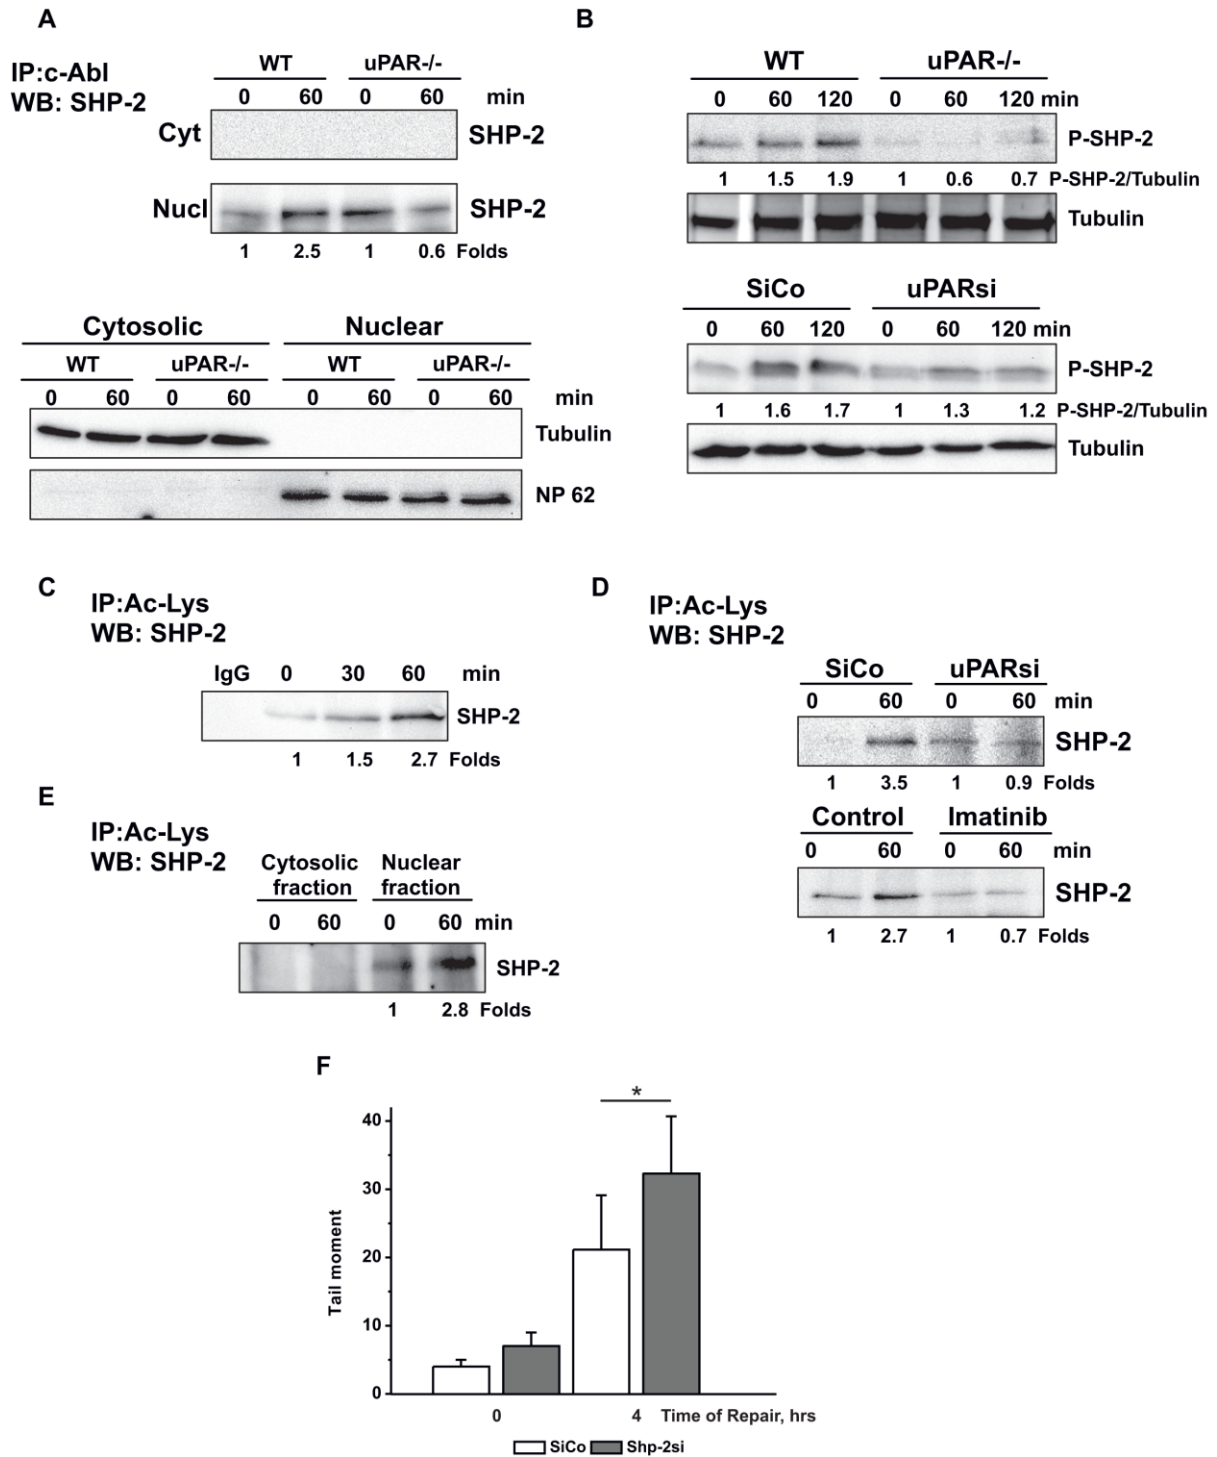 A
IP:c-Abl
WB: SHP-2
WT uPAR-/-
0 60 0 60 min
Cyt SHP-2
Nucl SHP-2
1 2.5 1 0.6 Folds
Cytosolic Nuclear
WT uPAR-/- WT uPAR-/-
0 60 0 60 0 60 0 60 min
Tubulin
NP 62
B
WT uPAR-/-
0 60 120 0 60 120 min
P-SHP-2
1 1.5 1.9 1 0.6 0.7 P-SHP-2/Tubulin
Tubulin
SiCo uPARsi
0 60 120 0 60 120 min
P-SHP-2
1 1.6 1.7 1 1.3 1.2 P-SHP-2/Tubulin
Tubulin
C
IP:Ac-Lys
WB: SHP-2
IgG 0 30 60 min
SHP-2
1 1.5 2.7 Folds
D
IP:Ac-Lys
WB: SHP-2
SiCo uPARsi
0 60 0 60 min
SHP-2
1 3.5 1 0.9 Folds
Control Imatinib
0 60 0 60 min
SHP-2
1 2.7 1 0.7 Folds
E
IP:Ac-Lys
WB: SHP-2
Cytosolic Nuclear
fraction fraction
0 60 0 60 min
SHP-2
1 2.8 Folds
F
*
40
30
20
10
0
Tail moment
0 4 Time of Repair, hrs
SiCo Shp-2si